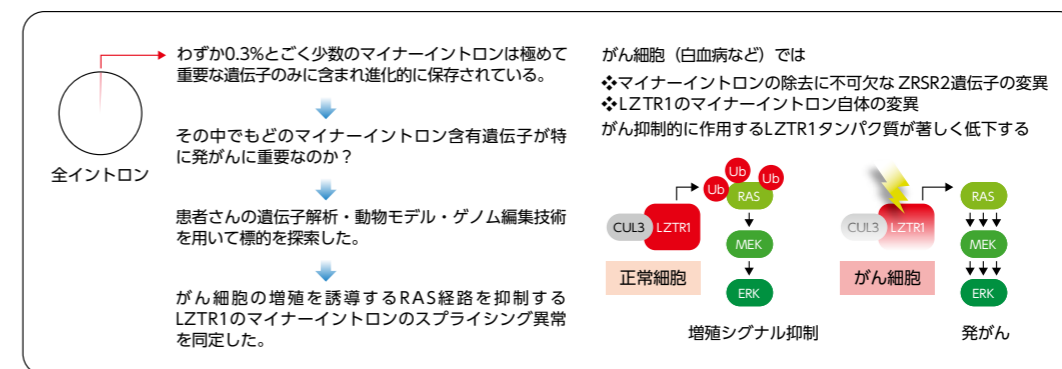 わずか0.3%とごく少数のマイナーイントロンは極めて
重要な遺伝子のみに含まれ進化的に保存されている。
全イントロン
その中でもどのマイナーイントロン含有遺伝子が特
に発がんに重要なのか？
患者さんの遺伝子解析・動物モデル・ゲノム編集技術
を用いて標的を探索した。
がん細胞の増殖を誘導するRAS経路を抑制する
LZTR1のマイナーイントロンのスプライシング異常
を同定した。
がん細胞（白血病など）では
❖マイナーイントロンの除去に不可欠な ZRSR2遺伝子の変異
❖LZTR1のマイナーイントロン自体の変異
がん抑制的に作用するLZTR1タンパク質が著しく低下する
Ub
Ub
Ub
RAS
CUL3
LZTR1
MEK
ERK
正常細胞
増殖シグナル抑制
RAS
CUL3
LZTR1
MEK
ERK
がん細胞
発がん